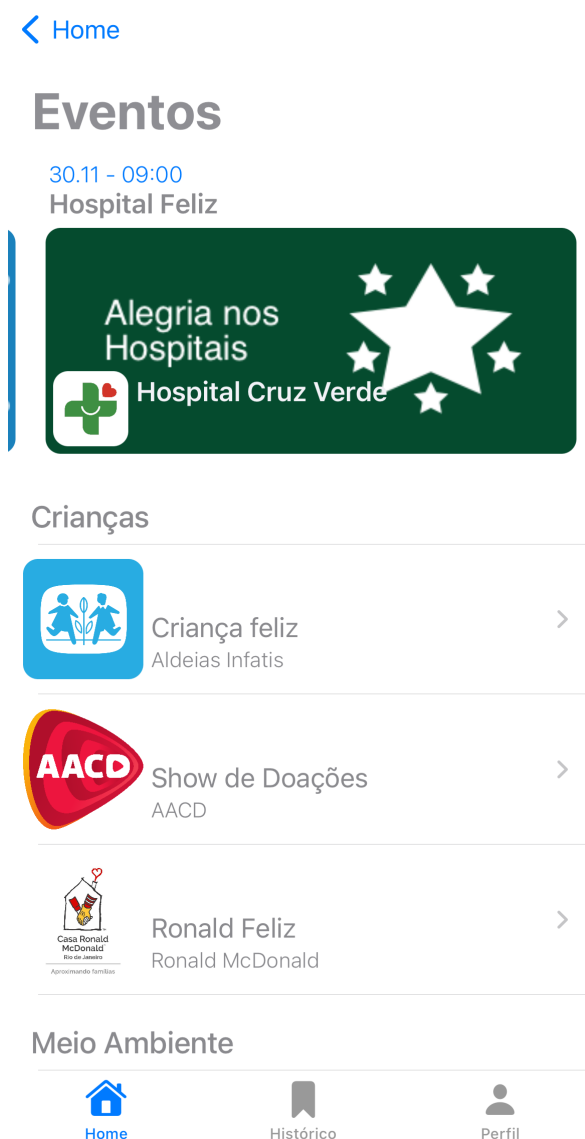 Home
Eventos
30.11 - 09:00
Hospital Feliz
Alegria nos
Hospitais
Hospital Cruz Verde
Crianças
Criança feliz
Aldeias Infatis
AACD
Show de Doações
AACD
Casa Ronald
McDonald
Rio de Janeiro
Aproximando famílias
Ronald Feliz
Ronald McDonald
Meio Ambiente
Home
Histórico
Perfil